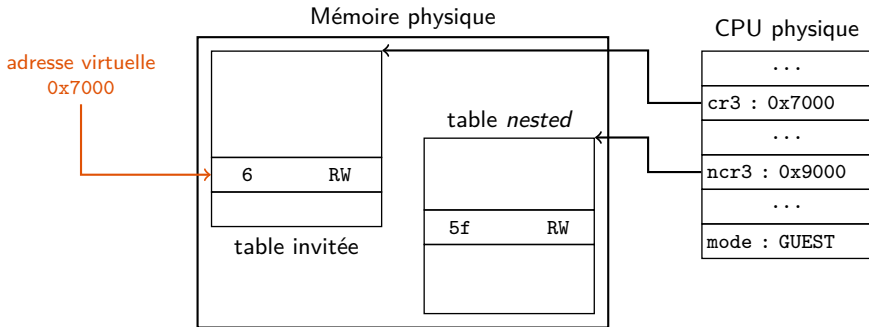 Mémoire physique
CPU physique
adresse virtuelle
0x7000
...
cr3 : 0x7000
table nested
...
6 RW
ncr3 : 0x9000
...
5f RW
table invitée
mode : GUEST